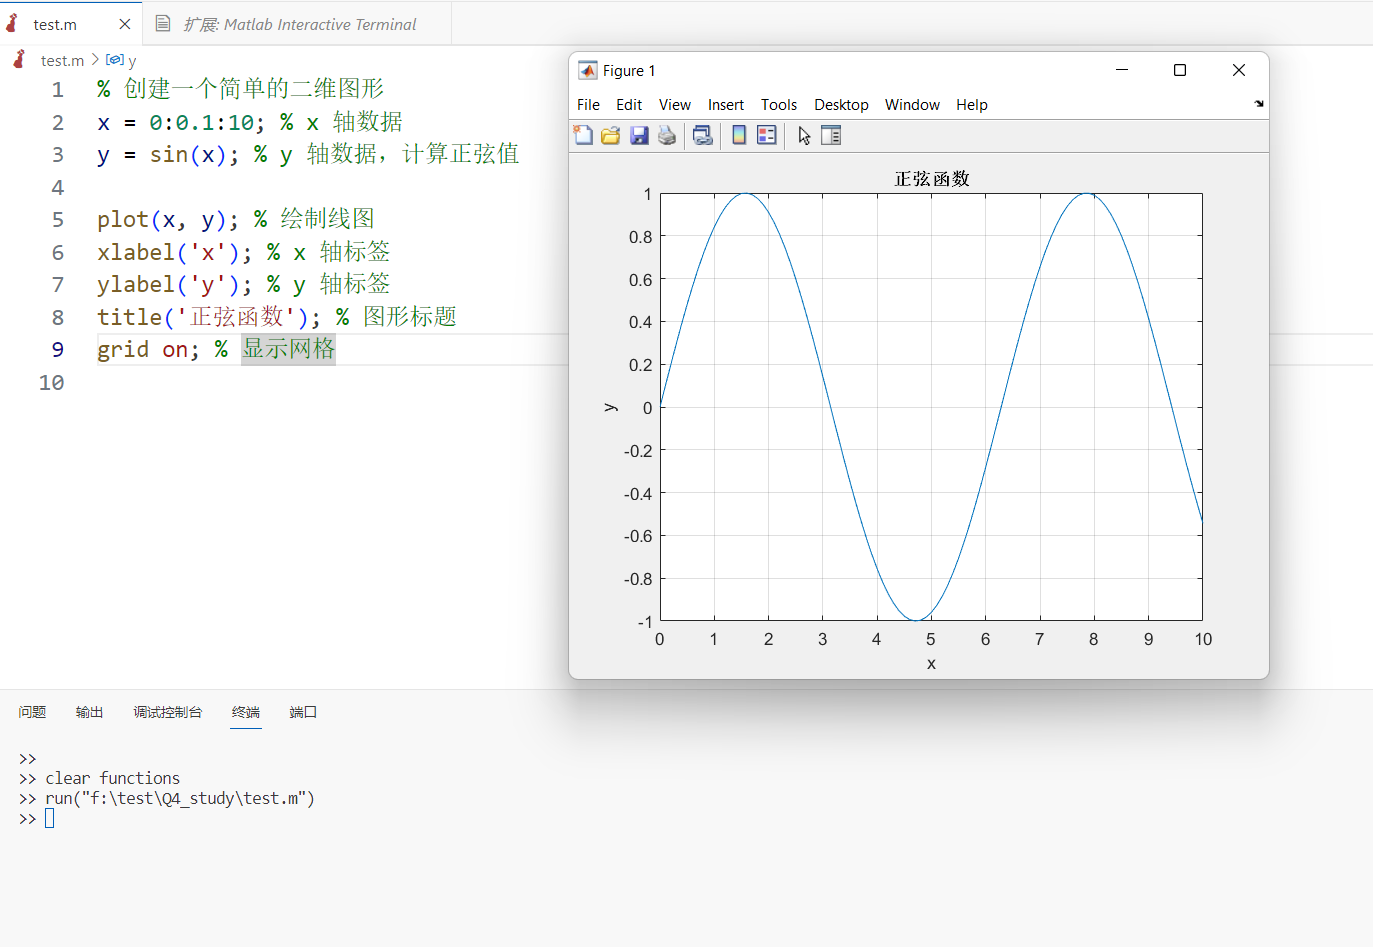 test.m
扩展: Matlab Interactive Terminal
test.m > y
1 % 创建一个简单的二维图形
2 x = 0:0.1:10; % x 轴数据
3 y = sin(x); % y 轴数据，计算正弦值
4
5 plot(x, y); % 绘制线图
6 xlabel('x'); % x 轴标签
7 ylabel('y'); % y 轴标签
8 title('正弦函数'); % 图形标题
9 grid on; % 显示网格
10
Figure 1
File Edit View Insert Tools Desktop Window Help
正弦函数
1
0.8
0.6
0.4
0.2
0
-0.2
-0.4
-0.6
-0.8
-1
y
0 1 2 3 4 5 6 7 8 9 10
x
问题 输出 调试控制台 终端 端口
>>
>> clear functions
>> run("f:\test\Q4_study\test.m")
>>